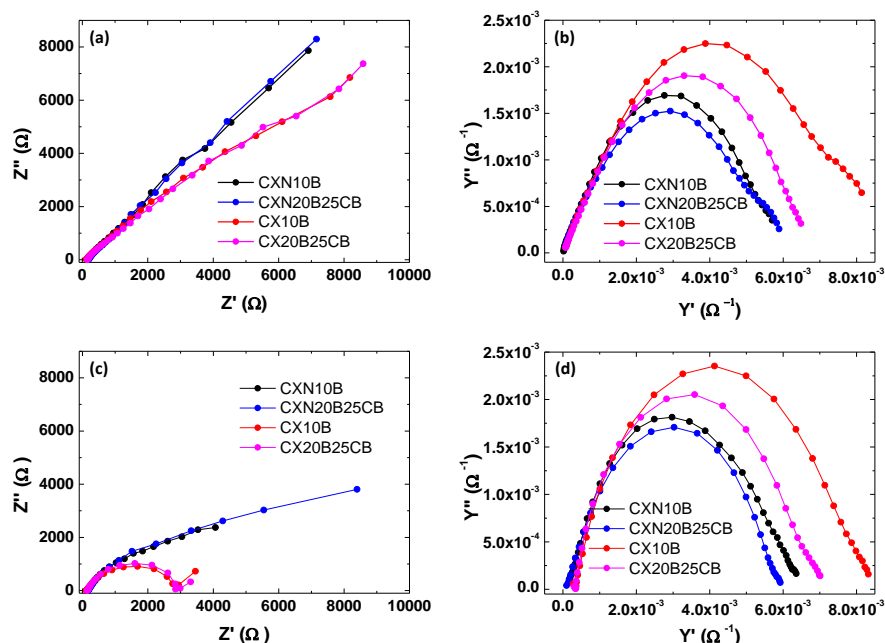 (a)
8000
6000
4000
2000
0
0 2000 4000 6000 8000 10000
Z'' (Ω)
Z' (Ω)
CXN10B
CXN20B25CB
CX10B
CX20B25CB
(b)
2.5x10⁻³
2.0x10⁻³
1.5x10⁻³
1.0x10⁻³
5.0x10⁻⁴
0.0
0.0 2.0x10⁻³ 4.0x10⁻³ 6.0x10⁻³ 8.0x10⁻³
Y'' (Ω⁻¹)
Y' (Ω⁻¹)
CXN10B
CXN20B25CB
CX10B
CX20B25CB
(c)
8000
6000
4000
2000
0
0 2000 4000 6000 8000 10000
Z'' (Ω)
Z' (Ω )
CXN10B
CXN20B25CB
CX10B
CX20B25CB
(d)
2.5x10⁻³
2.0x10⁻³
1.5x10⁻³
1.0x10⁻³
5.0x10⁻⁴
0.0
0.0 2.0x10⁻³ 4.0x10⁻³ 6.0x10⁻³ 8.0x10⁻³
Y'' (Ω⁻¹)
Y' (Ω⁻¹)
CXN10B
CXN20B25CB
CX10B
CX20B25CB